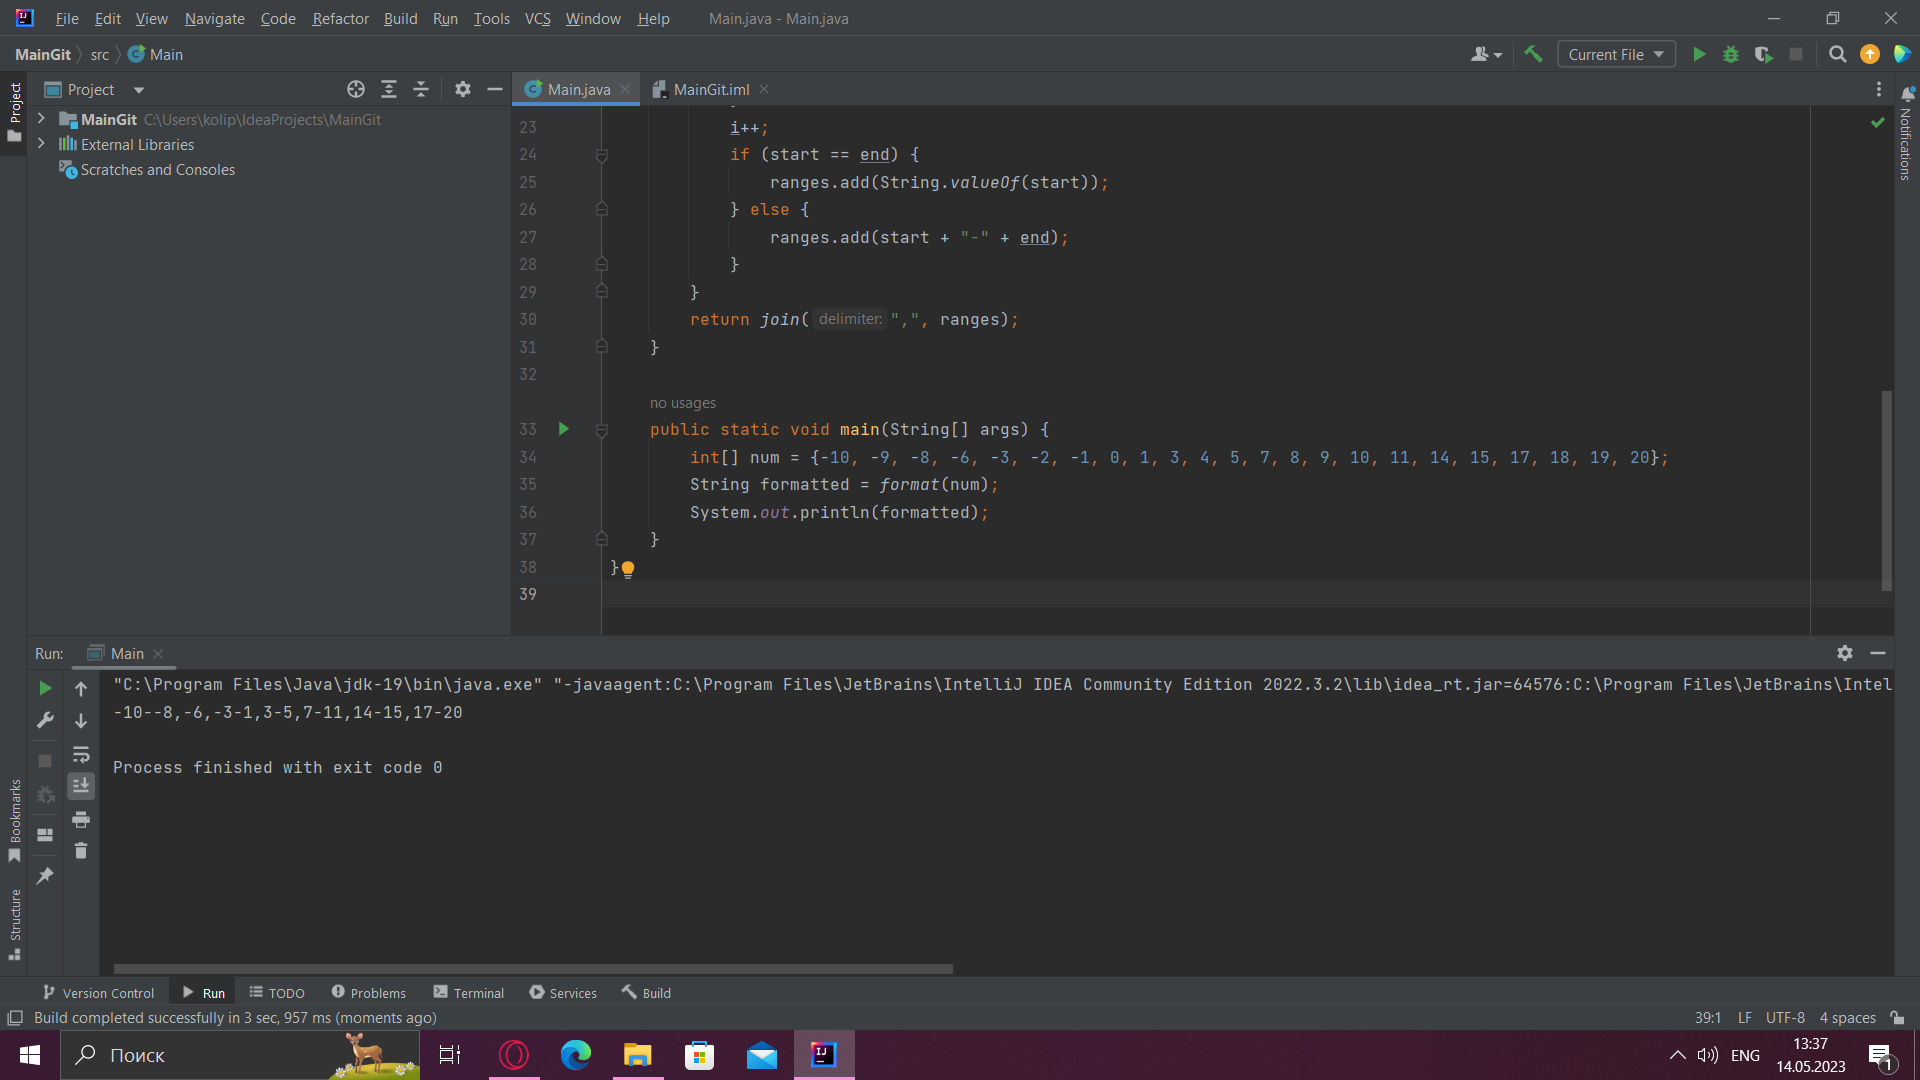 File Edit View Navigate Code Refactor Build Run Tools VCS Window Help Main.java - Main.java
MainGit src Main Current File
Project Main.java MainGit.iml
Project
Notifications
MainGit C:\Users\kolip\IdeaProjects\MainGit
External Libraries
Scratches and Consoles
23 i++;
24 if (start == end) {
25 ranges.add(String.valueOf(start));
26 } else {
27 ranges.add(start + "-" + end);
28 }
29 }
30 return join( delimiter: ",", ranges);
31 }
32
no usages
33 public static void main(String[] args) {
34 int[] num = {-10, -9, -8, -6, -3, -2, -1, 0, 1, 3, 4, 5, 7, 8, 9, 10, 11, 14, 15, 17, 18, 19, 20};
35 String formatted = format(num);
36 System.out.println(formatted);
37 }
38 }
39
Run: Main
"C:\Program Files\Java\jdk-19\bin\java.exe" "-javaagent:C:\Program Files\JetBrains\IntelliJ IDEA Community Edition 2022.3.2\lib\idea_rt.jar=64576:C:\Program Files\JetBrains\Intel
-10--8,-6,-3-1,3-5,7-11,14-15,17-20
Process finished with exit code 0
Bookmarks
Structure
Version Control Run TODO Problems Terminal Services Build
Build completed successfully in 3 sec, 957 ms (moments ago) 39:1 LF UTF-8 4 spaces
Поиск ENG 13:37
14.05.2023 1